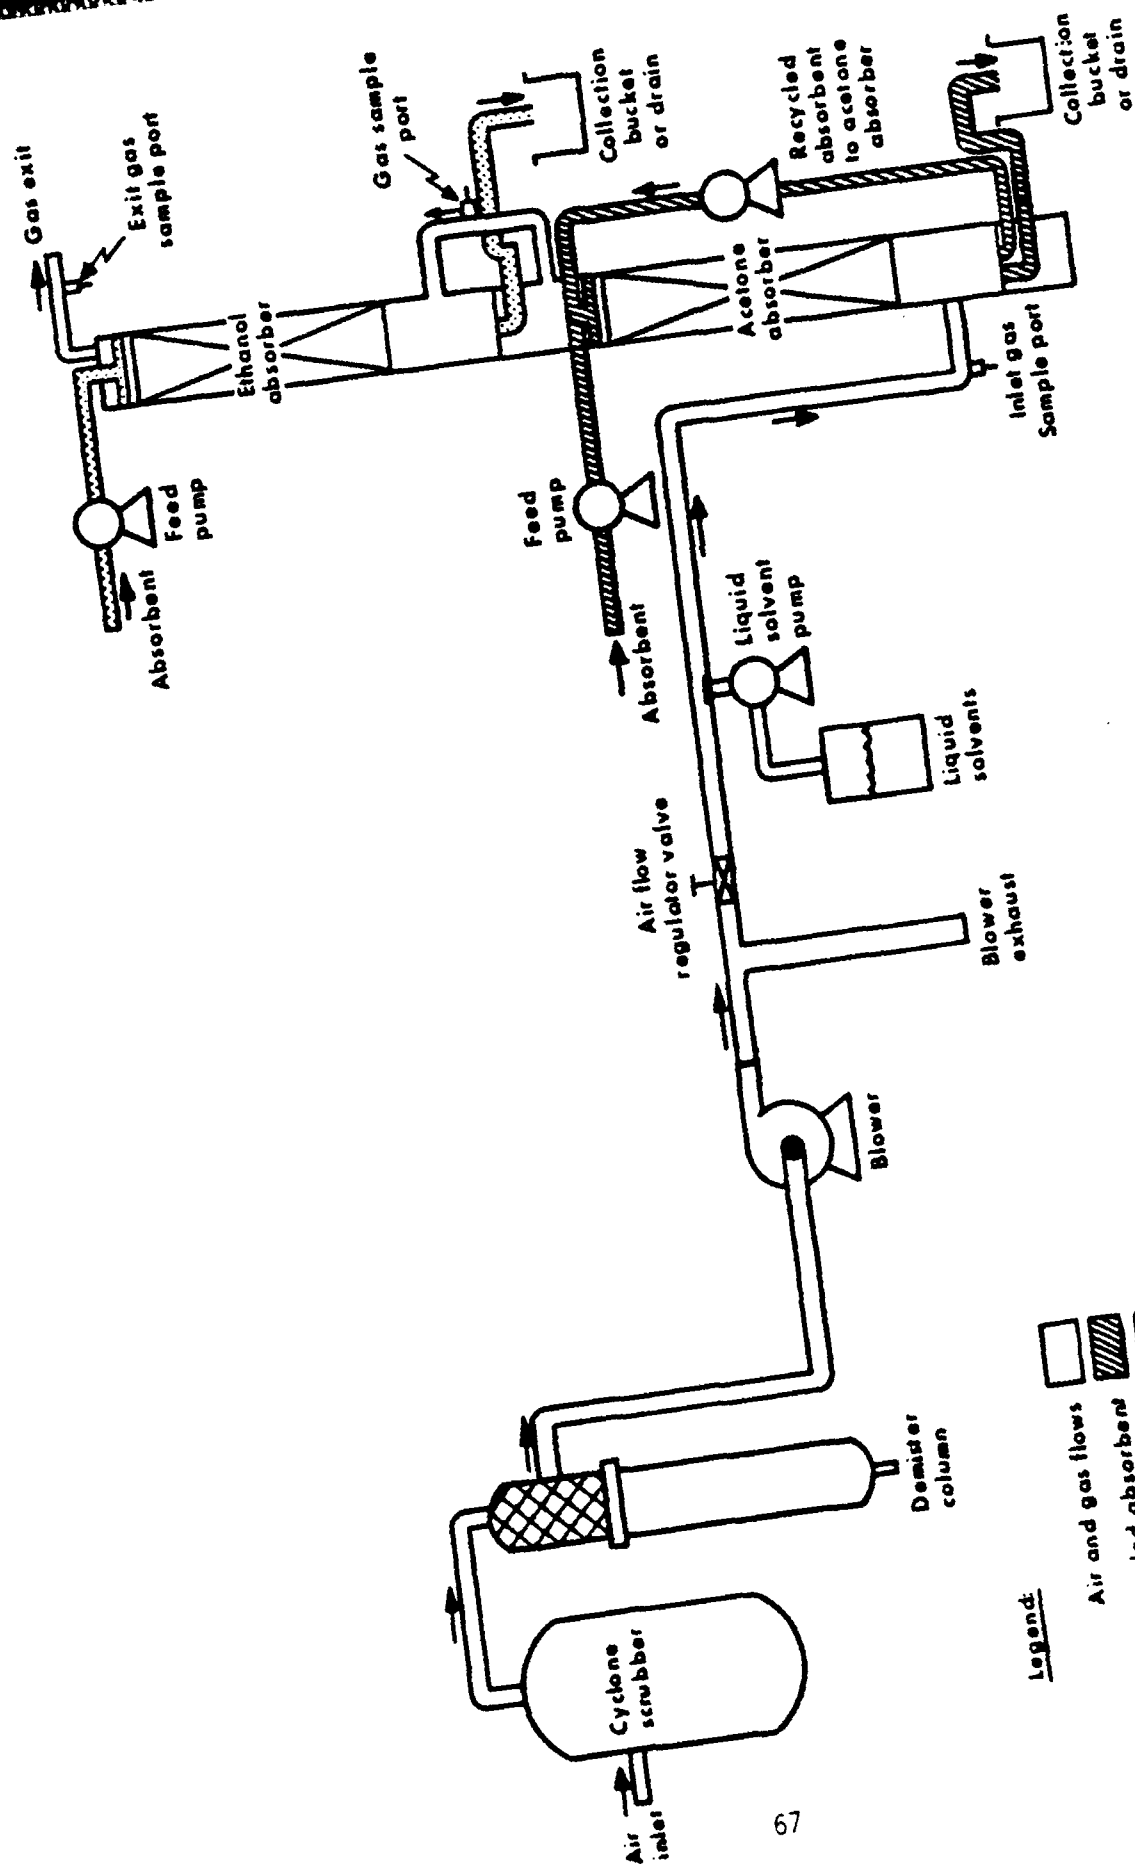 Gas exit
Exit gas
sample port
Ethanol
absorber
Feed
pump
Absorbent
Gas sample
port
Collection
bucket
or drain
Recycled
absorbent
to acetone
absorber
Acetone
absorber
Collection
bucket
or drain
Inlet gas
Sample port
Feed
pump
Absorbent
Liquid
solvent
pump
Liquid
solvents
Air flow
regulator valve
Blower
exhaust
Blower
Demister
column
Cyclone
scrubber
Air
inlet
Legend:
Air and gas flows
absorbent
67